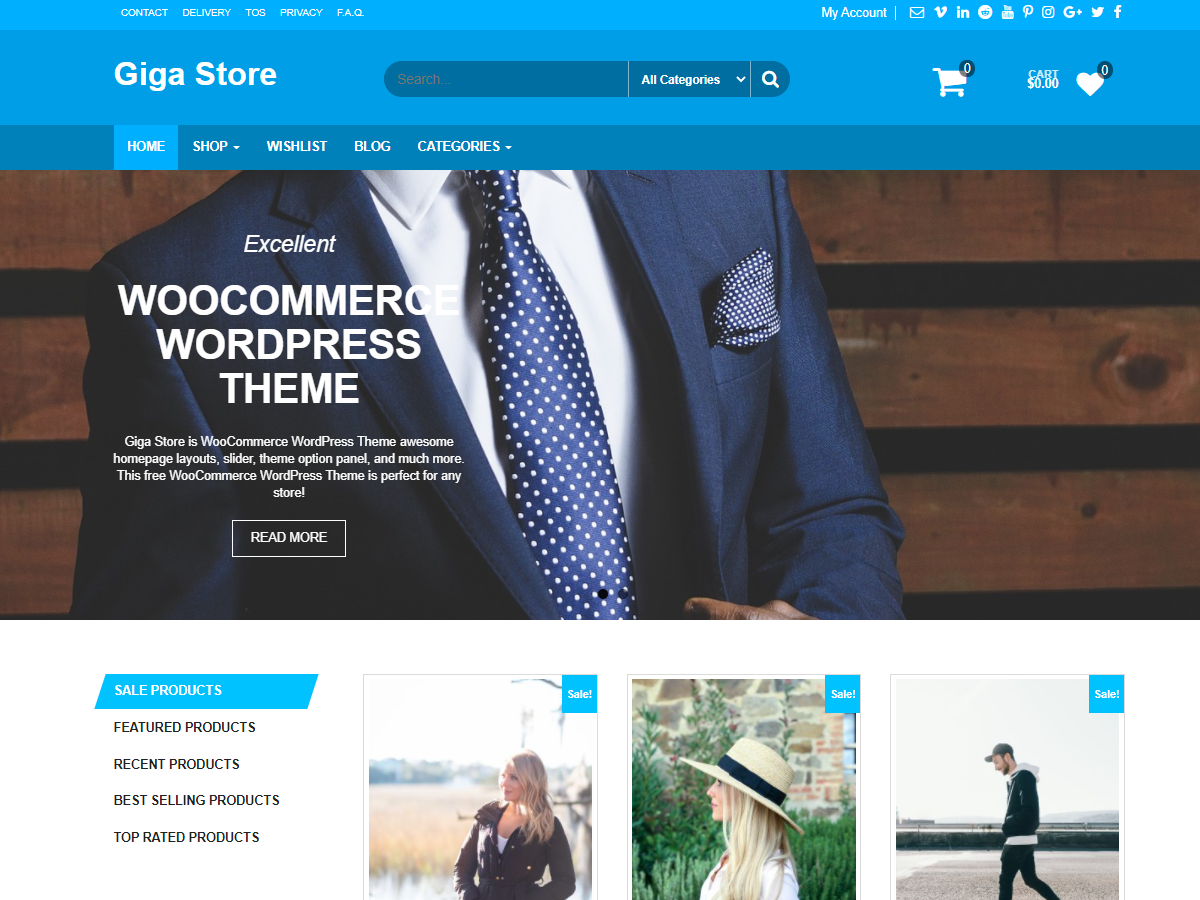 CONTACT DELIVERY TOS PRIVACY F.A.Q.
My Account
Giga Store
Search...
All Categories
0
CART
$0.00
0
HOME SHOP WISHLIST BLOG CATEGORIES
Excellent
WOOCOMMERCE
WORDPRESS
THEME
Giga Store is WooCommerce WordPress Theme awesome
homepage layouts, slider, theme option panel, and much more.
This free WooCommerce WordPress Theme is perfect for any
store!
READ MORE
SALE PRODUCTS
FEATURED PRODUCTS
RECENT PRODUCTS
BEST SELLING PRODUCTS
TOP RATED PRODUCTS
Sale!
Sale!
Sale!